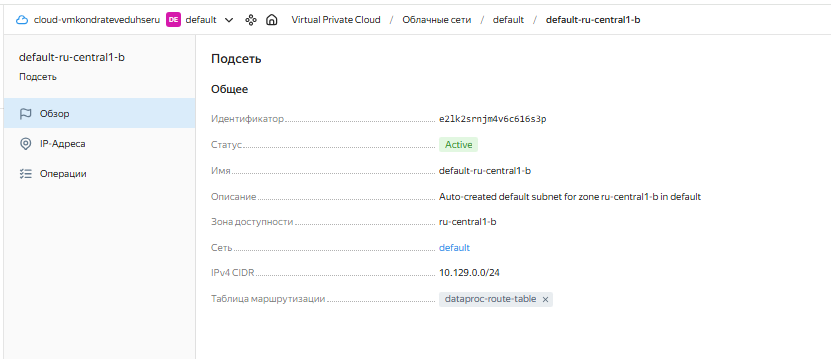 cloud-vmkondrateveduhseru DE default Virtual Private Cloud / Облачные сети / default / default-ru-central1-b
default-ru-central1-b
Подсеть
Обзор
IP-Адреса
Операции
Подсеть
Общее
Идентификатор e2lk2srnjm4v6c616s3p
Статус Active
Имя default-ru-central1-b
Описание Auto-created default subnet for zone ru-central1-b in default
Зона доступности ru-central1-b
Сеть default
IPv4 CIDR 10.129.0.0/24
Таблица маршрутизации dataproc-route-table ×